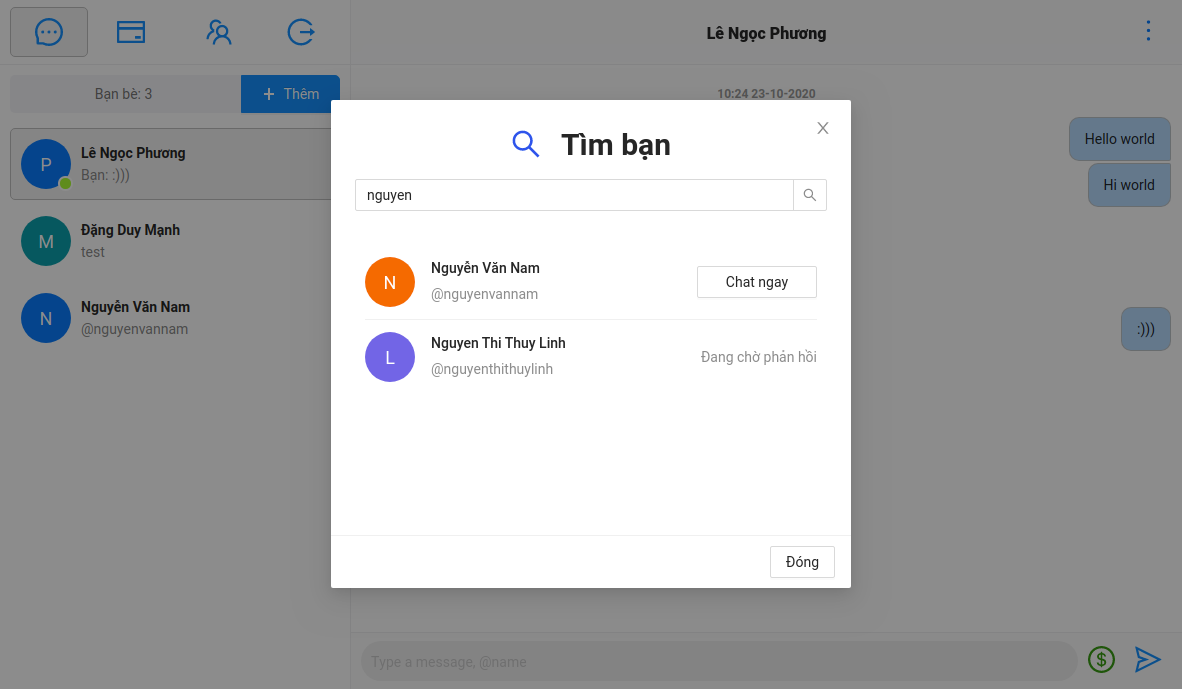 Lê Ngọc Phương
Bạn bè: 3
+ Thêm
10:24 23-10-2020
P
Lê Ngọc Phương
Bạn: :)))
M
Đặng Duy Mạnh
test
N
Nguyễn Văn Nam
@nguyenvannam
Hello world
Hi world
:)))
Tìm bạn
nguyen
N
Nguyễn Văn Nam
@nguyenvannam
Chat ngay
L
Nguyen Thi Thuy Linh
@nguyenthithuylinh
Đang chờ phản hồi
Đóng
Type a message, @name
$